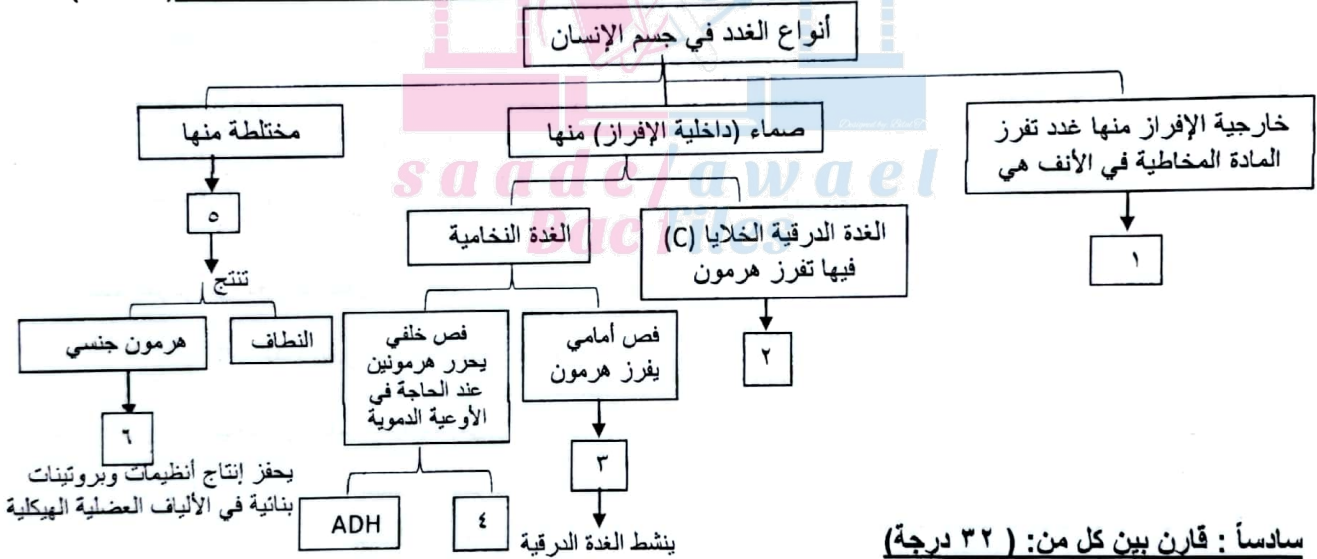 أنواع الغدد في جسم الإنسان
خارجية الإفراز منها غدد تفرز
المادة المخاطية في الأنف هي
١
صماء (داخلية الإفراز) منها
مختلطة منها
saade/awael
Bac files
الغدة الدرقية الخلايا (C)
فيها تفرز هرمون
٢
الغدة النخامية
فص أمامي
يفرز هرمون
٣
ينشط الغدة الدرقية
فص خلفي
يحرر هرمونين
عند الحاجة في
الأوعية الدموية
٤
ADH
٥
تنتج
النطاف
هرمون جنسي
٦
يحفز إنتاج أنظيمات وبروتينات
بنائية في الألياف العضلية الهيكلية
سادساً : قارن بين كل من: ( ٣٢ درجة)